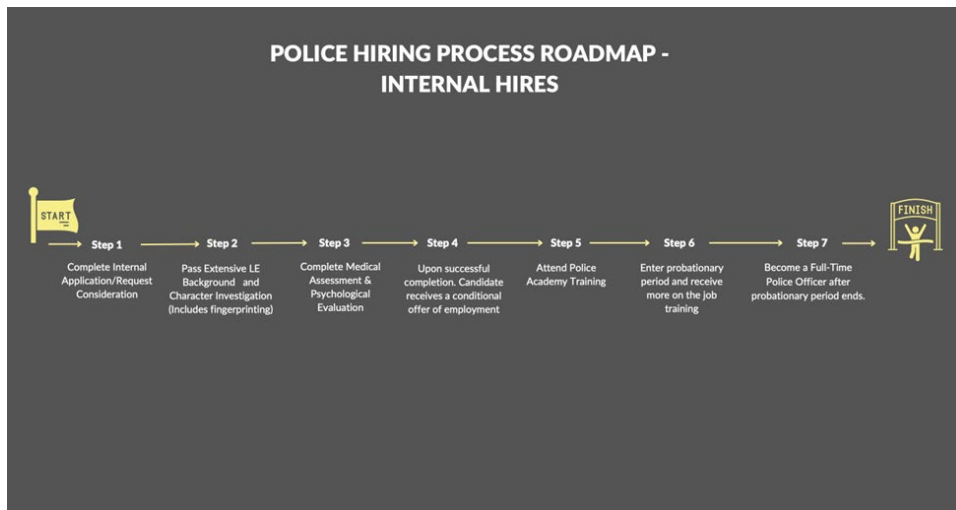 POLICE HIRING PROCESS ROADMAP -
INTERNAL HIRES
START
FINISH
Step 1
Complete Internal
Application/Request
Consideration
Step 2
Pass Extensive LE
Background and
Character Investigation
(Includes fingerprinting)
Step 3
Complete Medical
Assessment &
Psychological
Evaluation
Step 4
Upon successful
completion. Candidate
receives a conditional
offer of employment
Step 5
Attend Police
Academy Training
Step 6
Enter probationary
period and receive
more on the job
training
Step 7
Become a Full-Time
Police Officer after
probationary period ends.